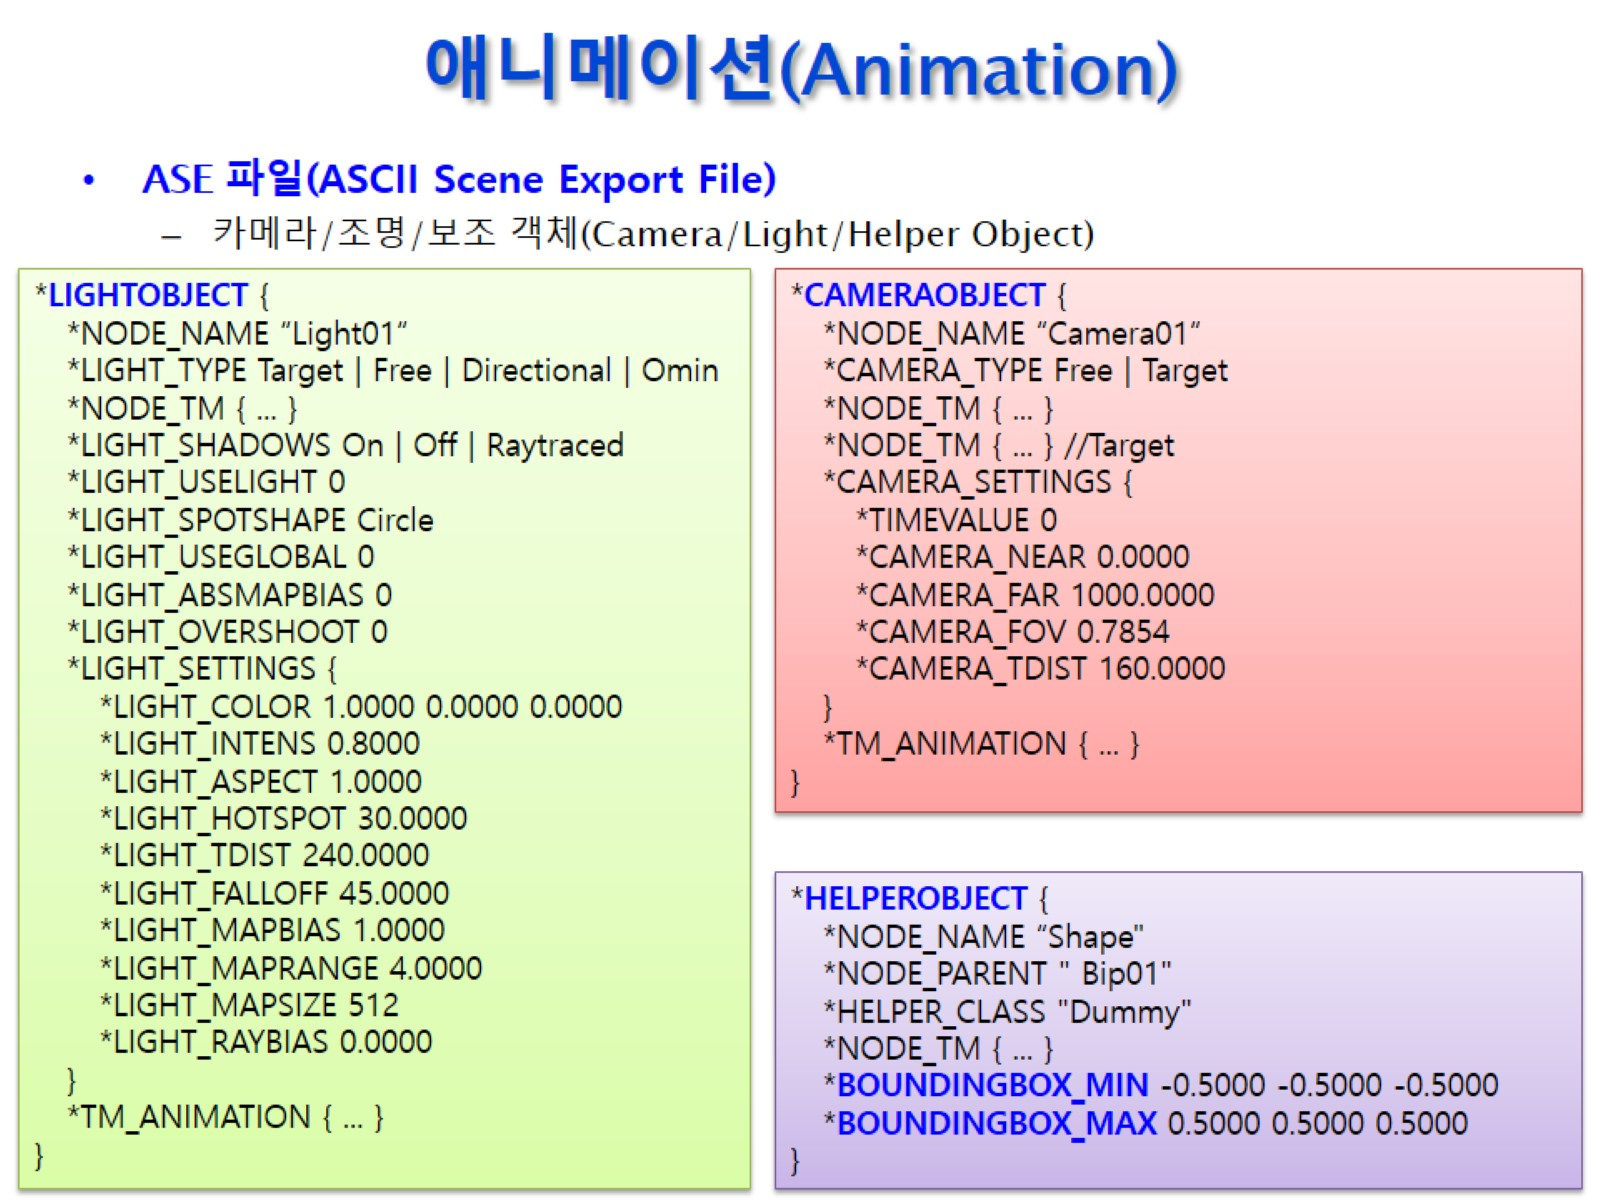 애니메이션(Animation)
• ASE 파일(ASCII Scene Export File)
– 카메라/조명/보조 객체(Camera/Light/Helper Object)
*LIGHTOBJECT {
*NODE_NAME “Light01“
*LIGHT_TYPE Target | Free | Directional | Omin
*NODE_TM { ... }
*LIGHT_SHADOWS On | Off | Raytraced
*LIGHT_USELIGHT 0
*LIGHT_SPOTSHAPE Circle
*LIGHT_USEGLOBAL 0
*LIGHT_ABSMAPBIAS 0
*LIGHT_OVERSHOOT 0
*LIGHT_SETTINGS {
*LIGHT_COLOR 1.0000 0.0000 0.0000
*LIGHT_INTENS 0.8000
*LIGHT_ASPECT 1.0000
*LIGHT_HOTSPOT 30.0000
*LIGHT_TDIST 240.0000
*LIGHT_FALLOFF 45.0000
*LIGHT_MAPBIAS 1.0000
*LIGHT_MAPRANGE 4.0000
*LIGHT_MAPSIZE 512
*LIGHT_RAYBIAS 0.0000
}
*TM_ANIMATION { ... }
}
*CAMERAOBJECT {
*NODE_NAME “Camera01“
*CAMERA_TYPE Free | Target
*NODE_TM { ... }
*NODE_TM { ... } //Target
*CAMERA_SETTINGS {
*TIMEVALUE 0
*CAMERA_NEAR 0.0000
*CAMERA_FAR 1000.0000
*CAMERA_FOV 0.7854
*CAMERA_TDIST 160.0000
}
*TM_ANIMATION { ... }
}
*HELPEROBJECT {
*NODE_NAME “Shape"
*NODE_PARENT " Bip01"
*HELPER_CLASS "Dummy"
*NODE_TM { ... }
*BOUNDINGBOX_MIN -0.5000 -0.5000 -0.5000
*BOUNDINGBOX_MAX 0.5000 0.5000 0.5000
}